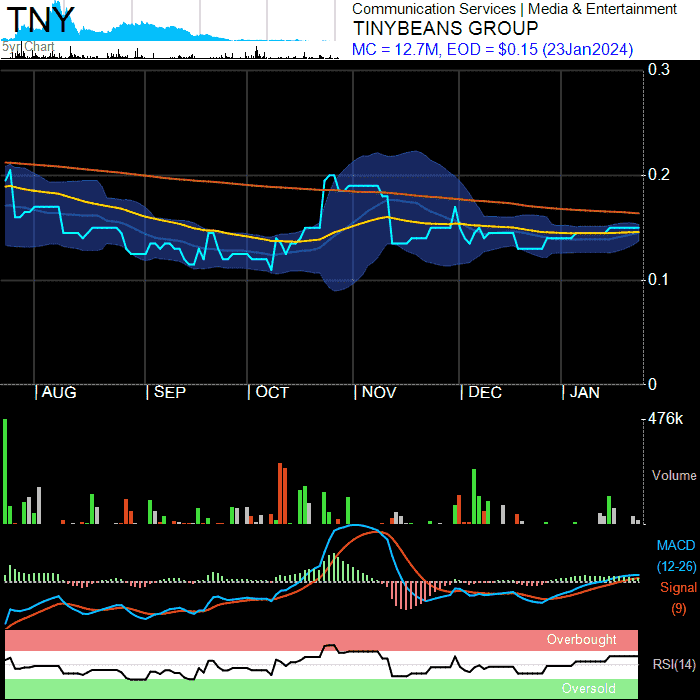 TNY
5yr Chart
Communication Services | Media & Entertainment
TINYBEANS GROUP
MC = 12.7M, EOD = $0.15 (23Jan2024)
0.3
0.2
0.1
0
| AUG | SEP | OCT | NOV | DEC | JAN
476k
Volume
MACD
(12-26)
Signal
(9)
Overbought
RSI(14)
Oversold